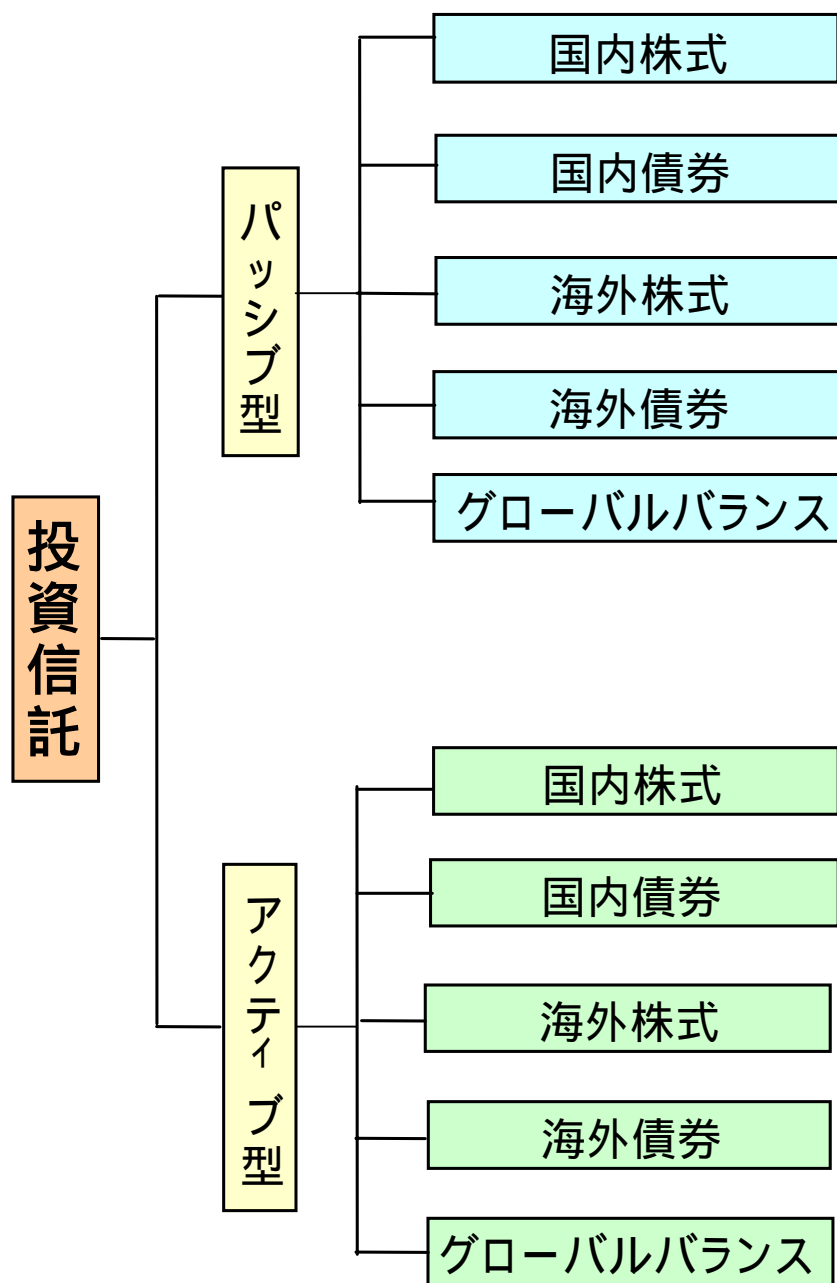 投資信託
パッシブ型
国内株式
国内債券
海外株式
海外債券
グローバルバランス
アクティブ型
国内株式
国内債券
海外株式
海外債券
グローバルバランス